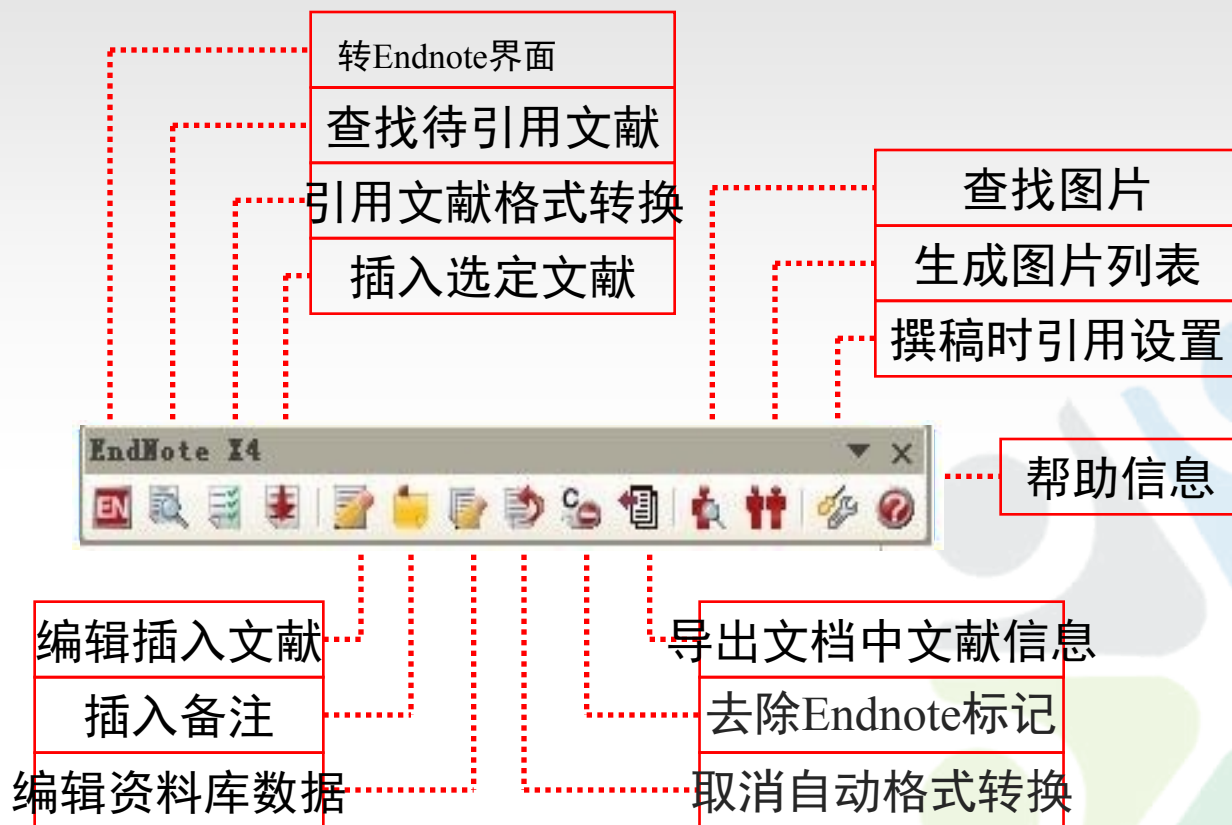 转Endnote界面
查找待引用文献
引用文献格式转换
插入选定文献
查找图片
生成图片列表
撰稿时引用设置
EndNote X4
EN
帮助信息
编辑插入文献
插入备注
编辑资料库数据
导出文档中文献信息
去除Endnote标记
取消自动格式转换